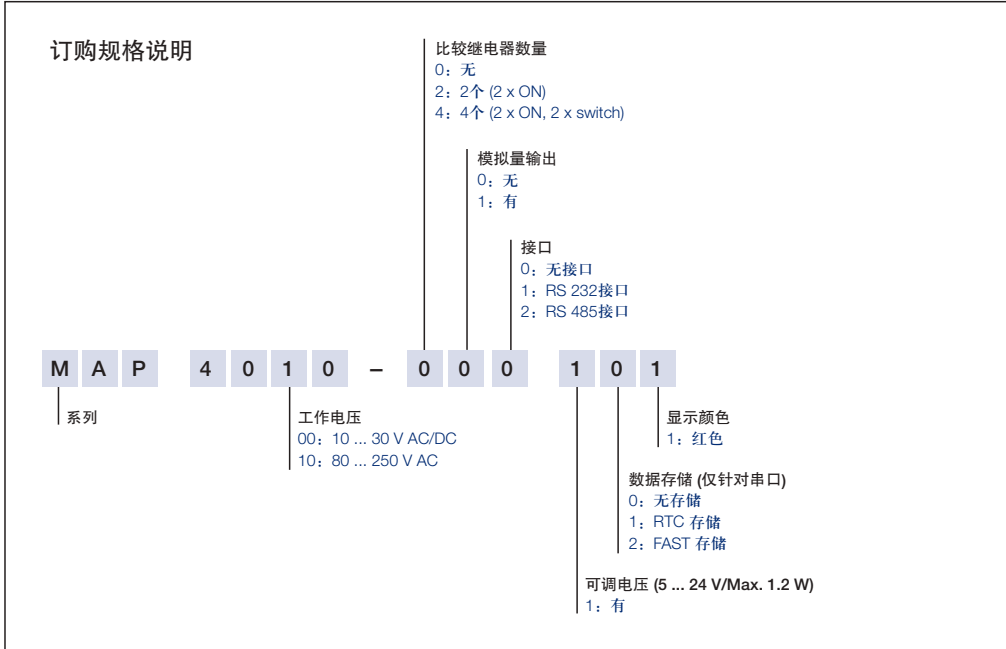 订购规格说明
比较继电器数量
0：无
2：2个 (2 x ON)
4：4个 (2 x ON, 2 x switch)
模拟量输出
0：无
1：有
接口
0：无接口
1：RS 232接口
2：RS 485接口
M A P 4 0 1 0 – 0 0 0 1 0 1
系列
工作电压
00：10 ... 30 V AC/DC
10：80 ... 250 V AC
显示颜色
1：红色
数据存储 (仅针对串口)
0：无存储
1：RTC 存储
2：FAST 存储
可调电压 (5 ... 24 V/Max. 1.2 W)
1：有